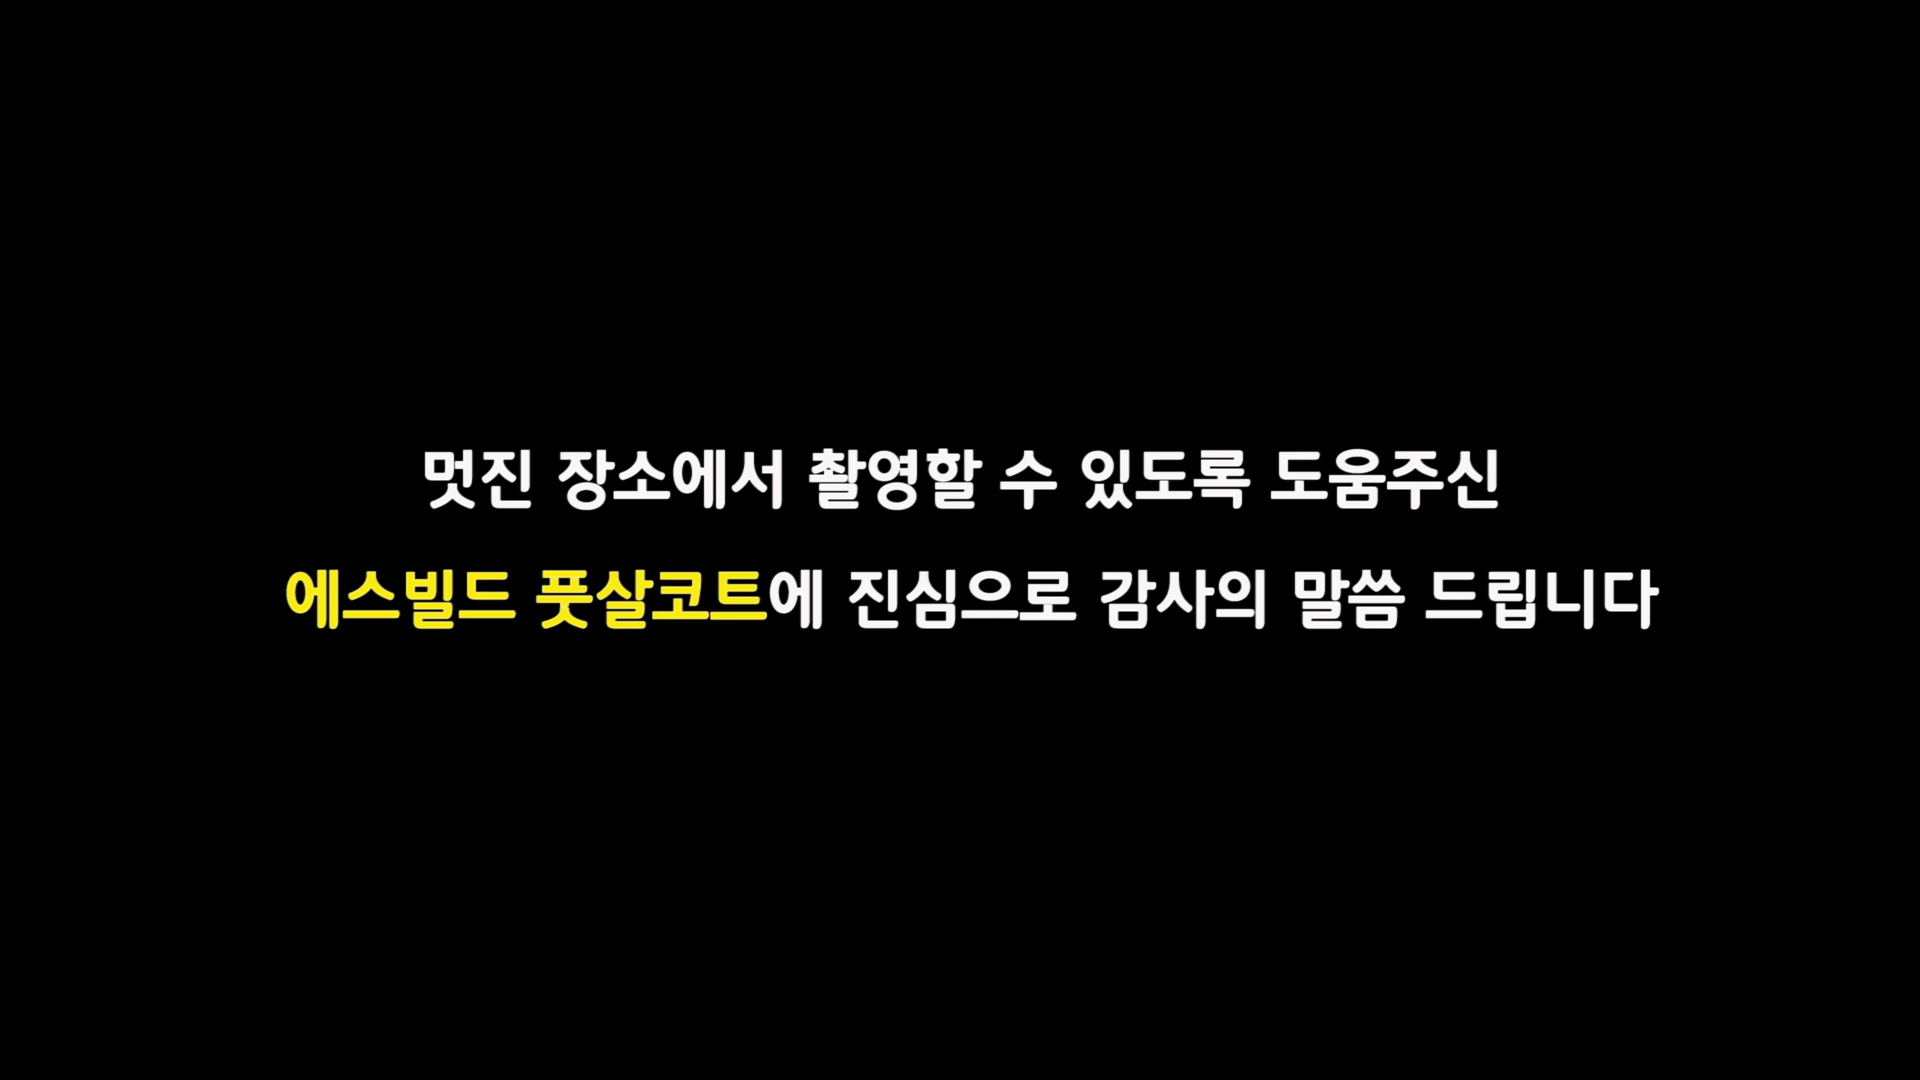 멋진 장소에서 촬영할 수 있도록 도움주신
에스빌드 풋살코트에 진심으로 감사의 말씀 드립니다